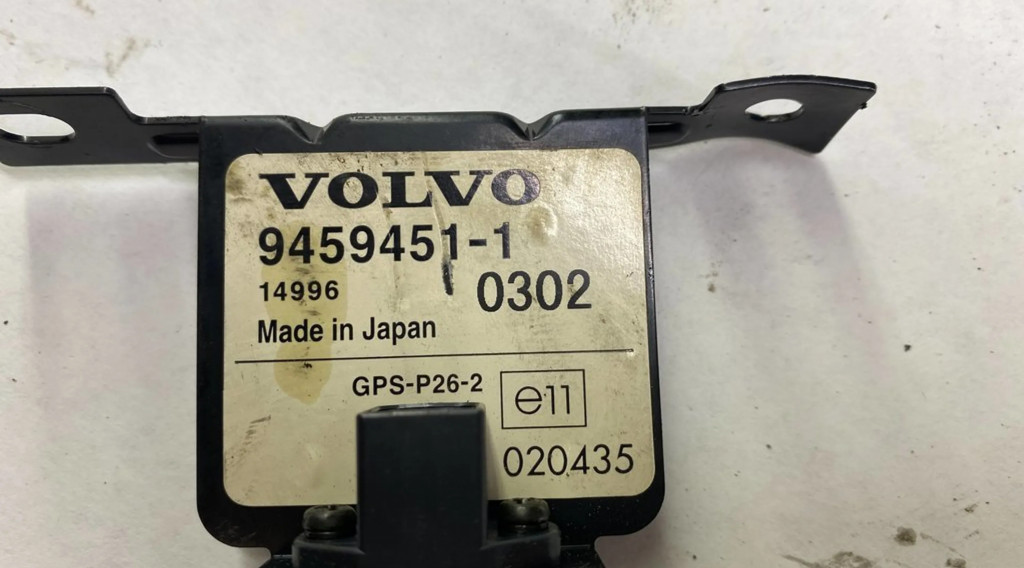 VOLVO
9459451-1
14996 0302
Made in Japan
GPS-P26-2
e11
020435